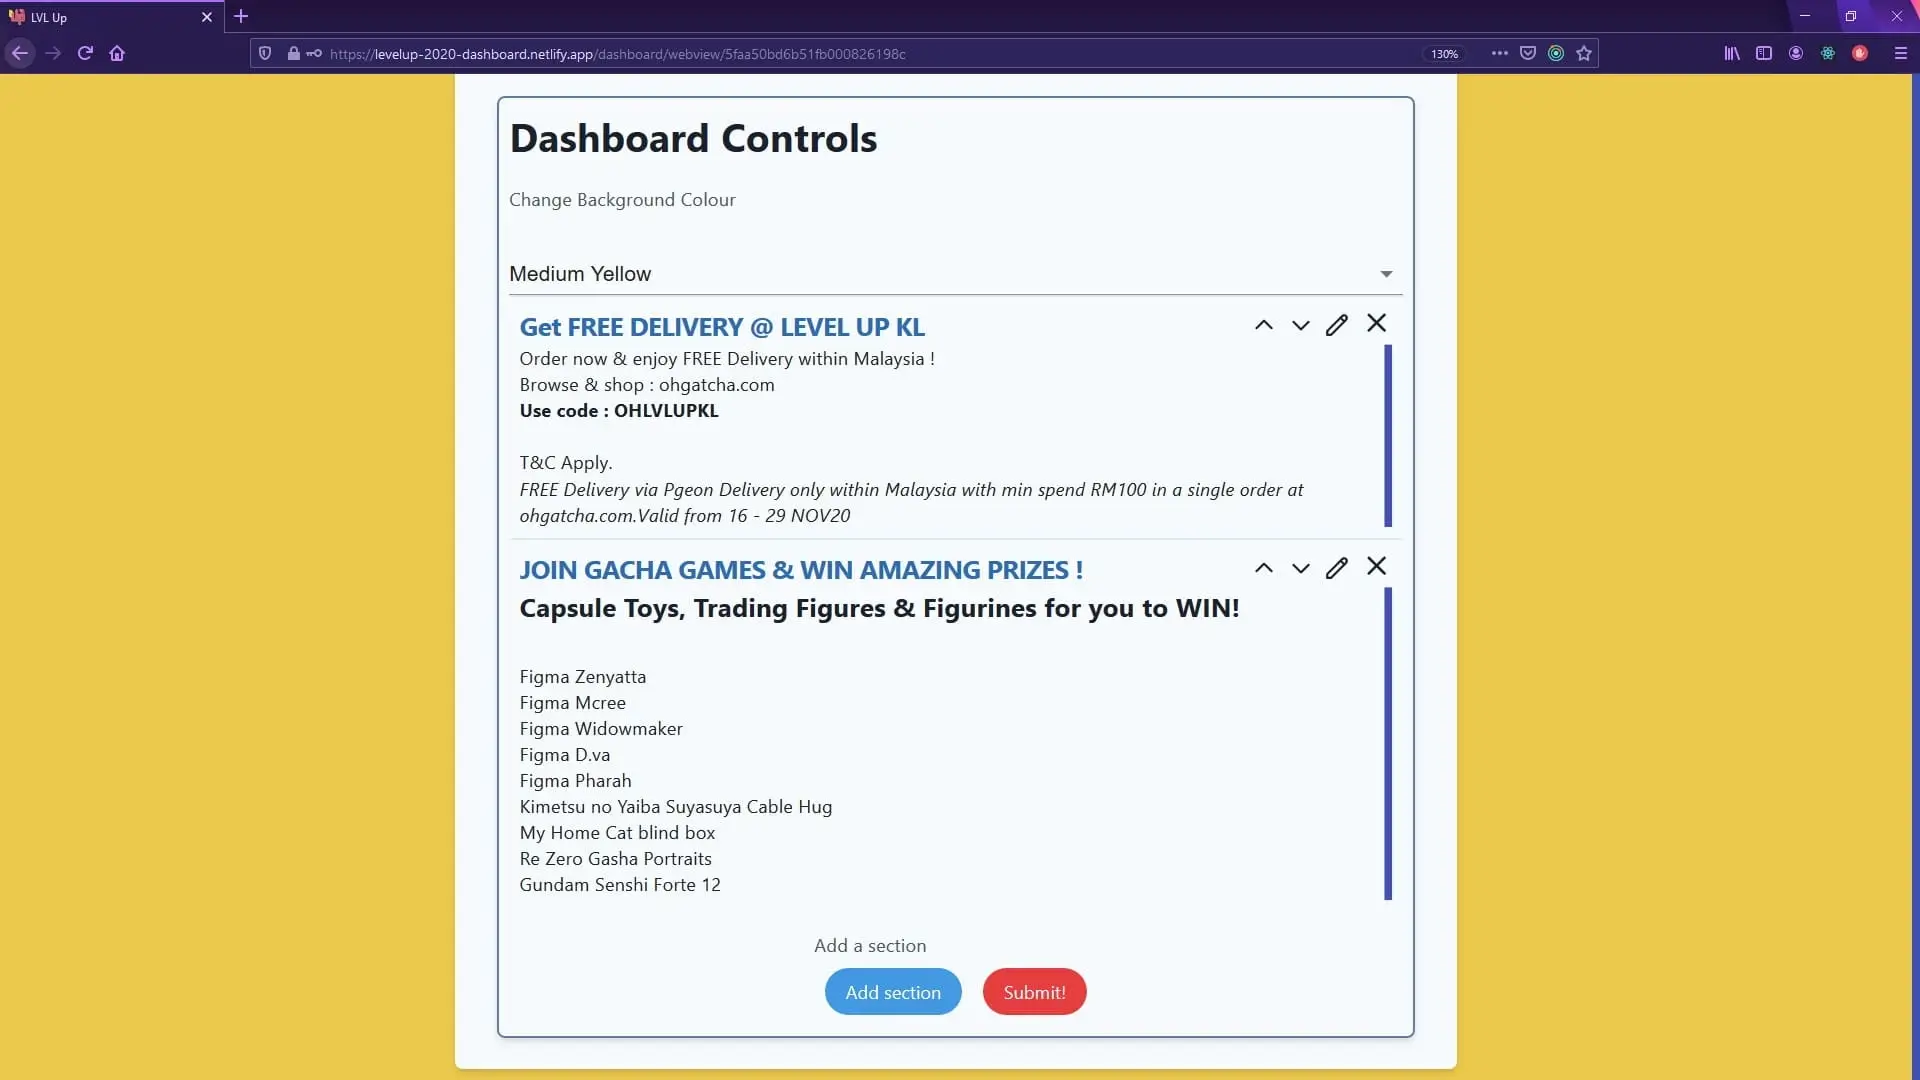 LVL Up
https://levelup-2020-dashboard.netlify.app/dashboard/webview/5faa50bd6b51fb000826198c
130%
Dashboard Controls
Change Background Colour
Medium Yellow
Get FREE DELIVERY @ LEVEL UP KL
Order now & enjoy FREE Delivery within Malaysia !
Browse & shop : ohgatcha.com
Use code : OHLVLUPKL
T&C Apply.
FREE Delivery via Pgeon Delivery only within Malaysia with min spend RM100 in a single order at
ohgatcha.com.Valid from 16 - 29 NOV20
JOIN GACHA GAMES & WIN AMAZING PRIZES !
Capsule Toys, Trading Figures & Figurines for you to WIN!
Figma Zenyatta
Figma Mcree
Figma Widowmaker
Figma D.va
Figma Pharah
Kimetsu no Yaiba Suyasuya Cable Hug
My Home Cat blind box
Re Zero Gasha Portraits
Gundam Senshi Forte 12
Add a section
Add section
Submit!